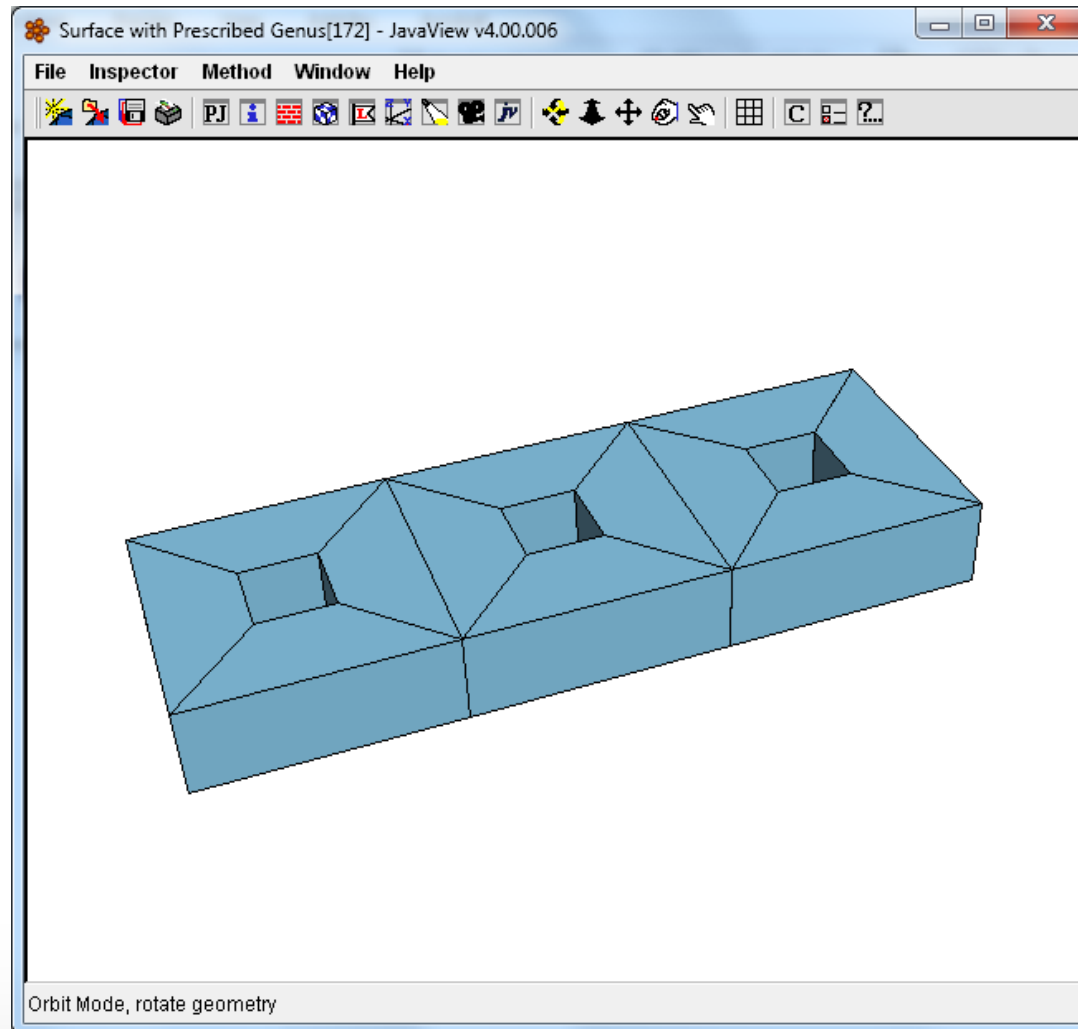 Surface with Prescribed Genus[172] - JavaView v4.00.006
File Inspector Method Window Help
PJ i jv C ?...
Orbit Mode, rotate geometry